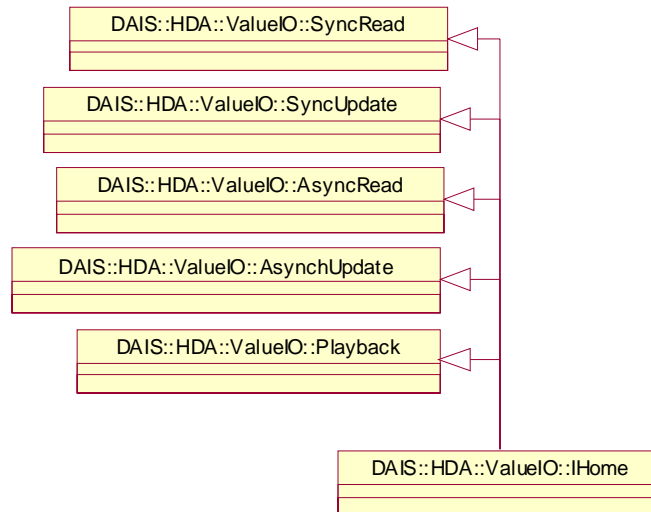 DAIS::HDA::ValueIO::SyncRead
DAIS::HDA::ValueIO::SyncUpdate
DAIS::HDA::ValueIO::AsyncRead
DAIS::HDA::ValueIO::AsynchUpdate
DAIS::HDA::ValueIO::Playback
DAIS::HDA::ValueIO::IHome